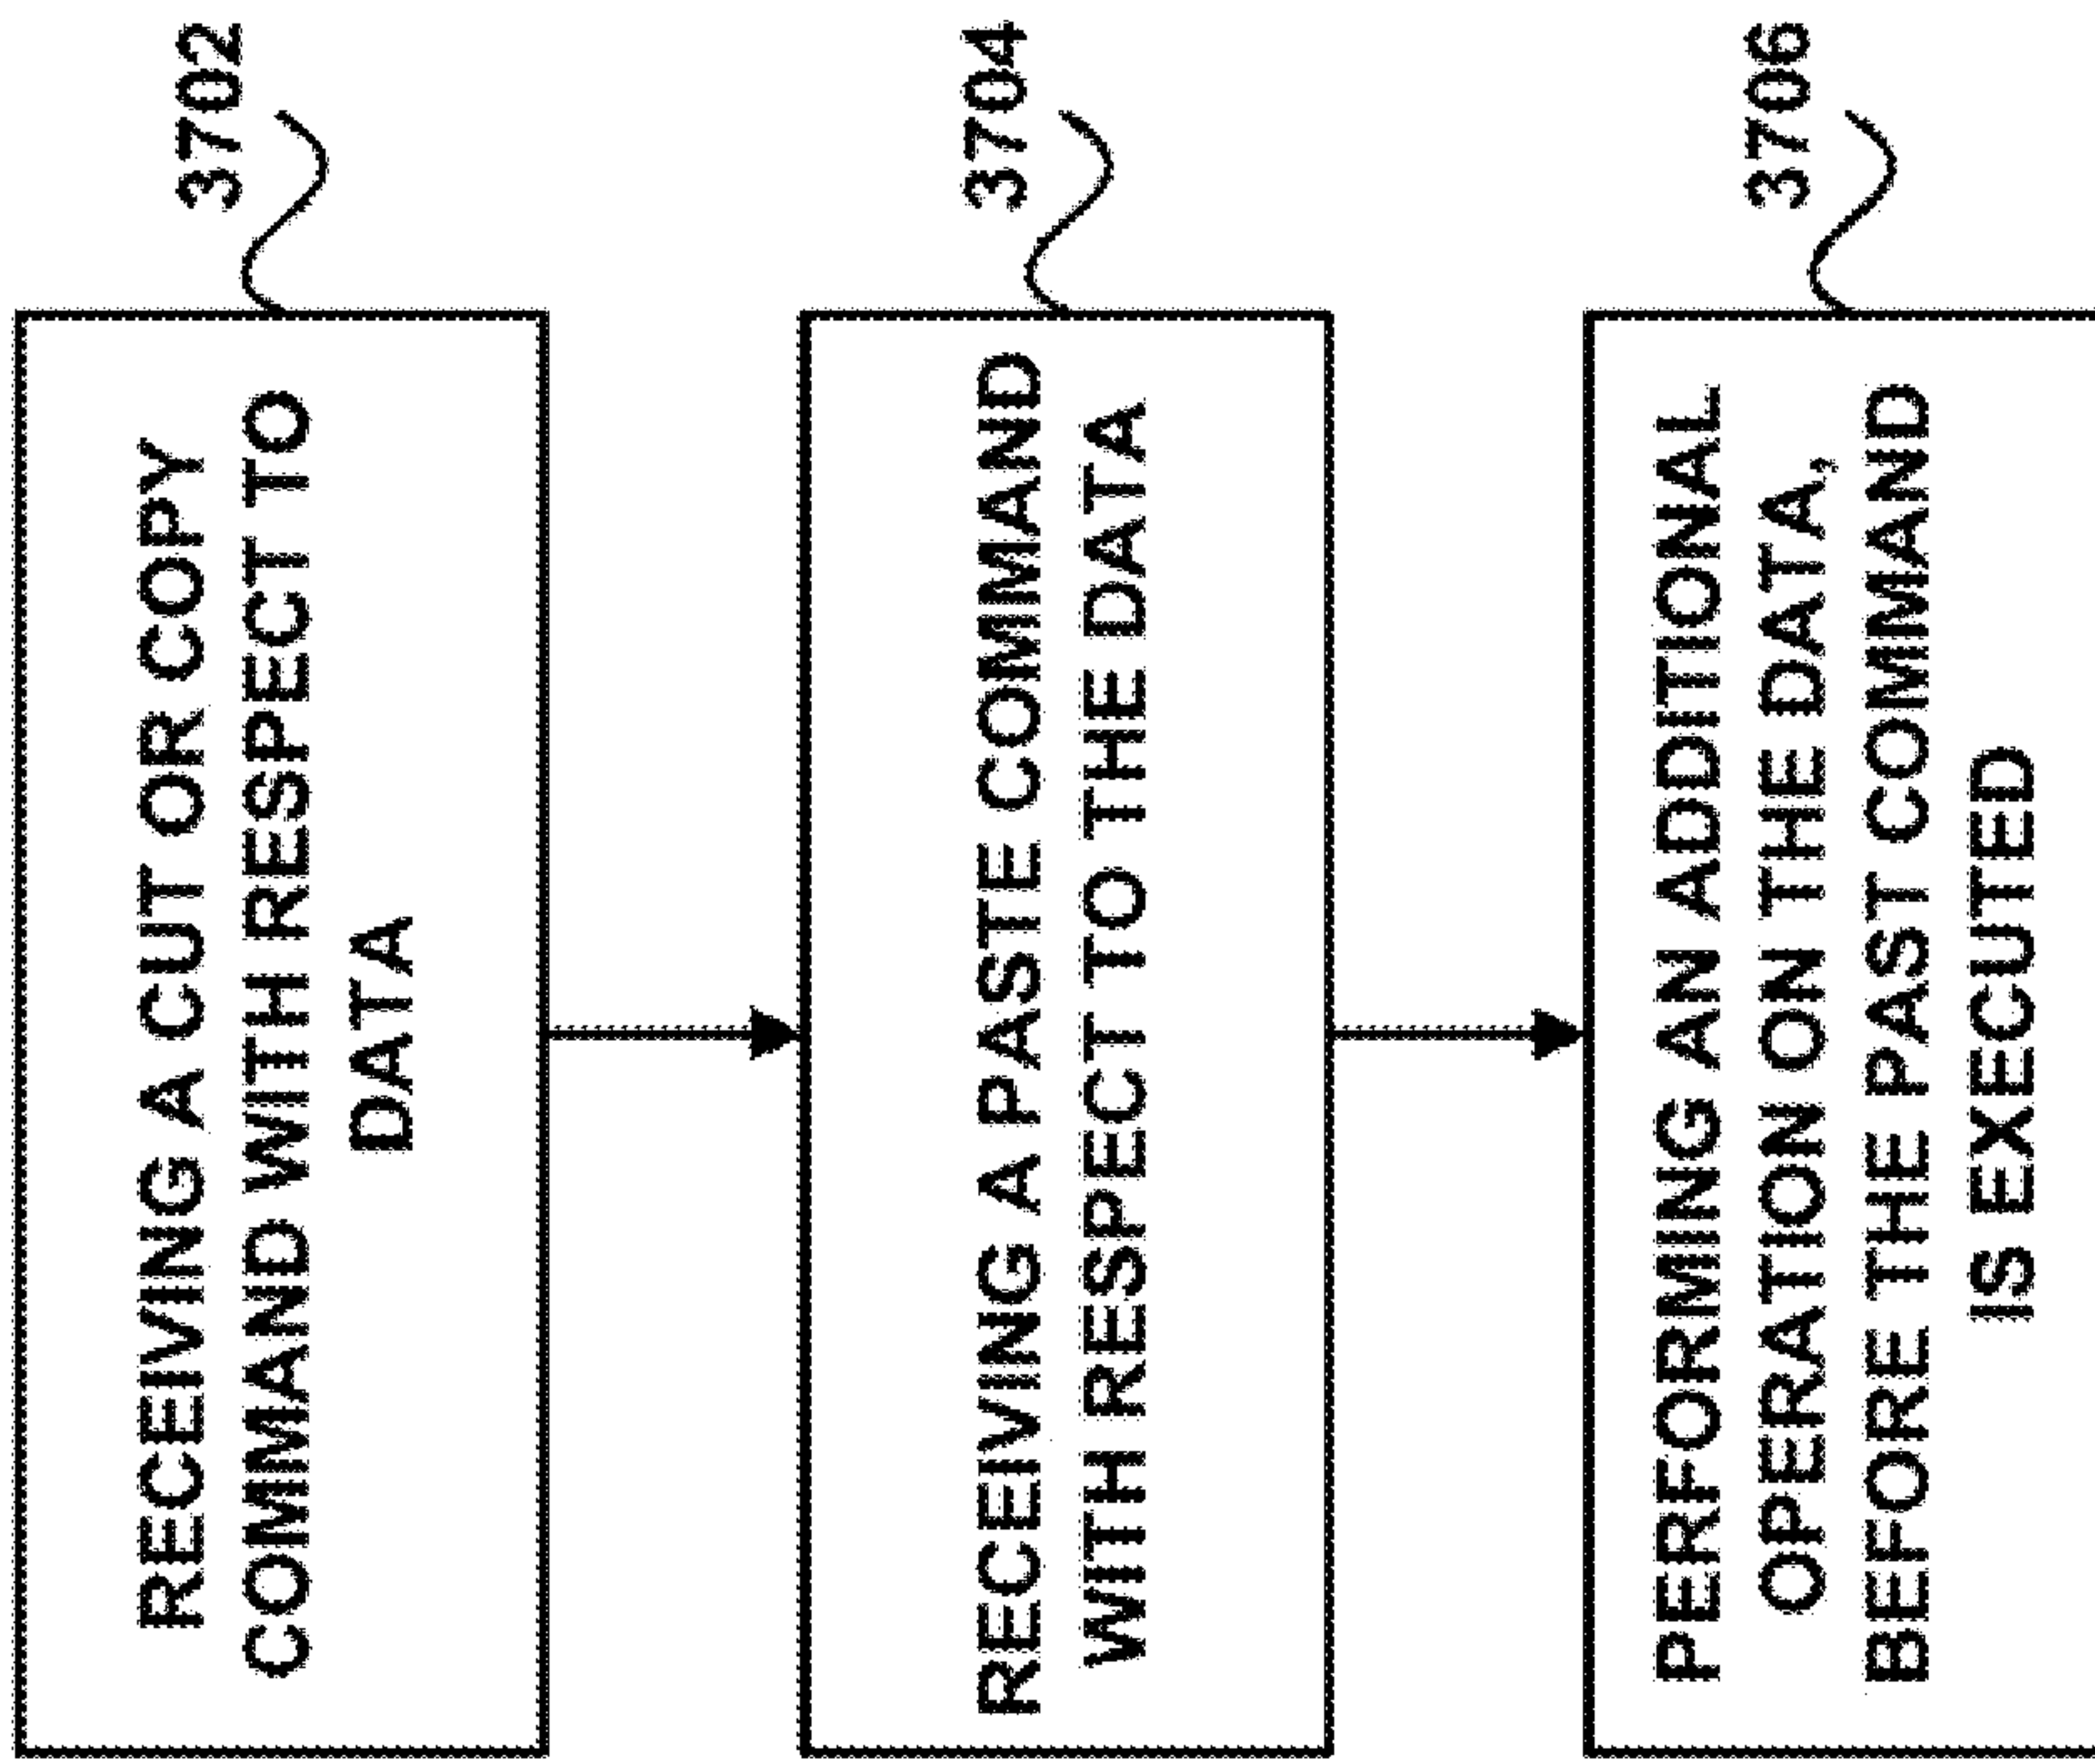 RECEIVING A CUT OR COPY
COMMAND WITH RESPECT TO
DATA
3702
RECEIVING A PASTE COMMAND
WITH RESPECT TO THE DATA
3704
PERFORMING AN ADDITIONAL
OPERATION ON THE DATA,
BEFORE THE PAST COMMAND
IS EXECUTED
3706